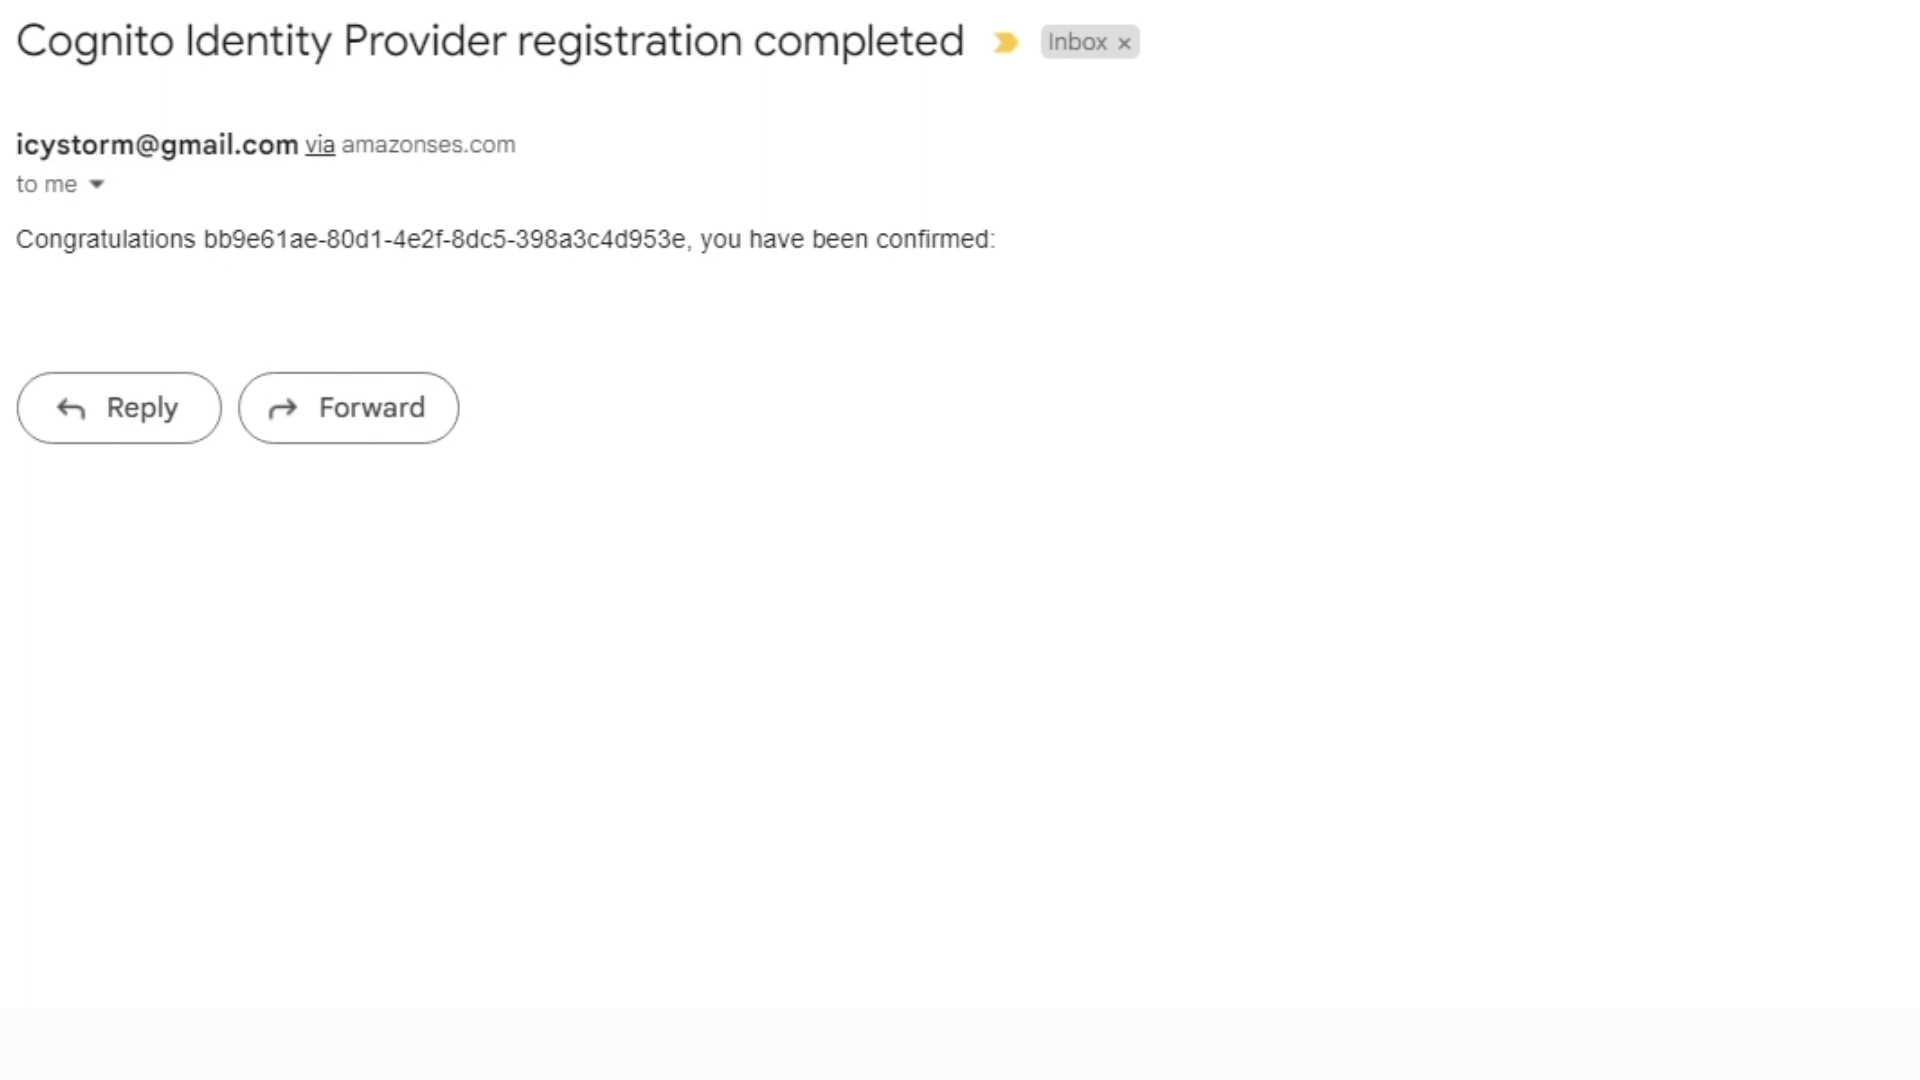 Cognito Identity Provider registration completed Inbox ×
icystorm@gmail.com via amazonses.com
to me
Congratulations bb9e61ae-80d1-4e2f-8dc5-398a3c4d953e, you have been confirmed:
Reply Forward